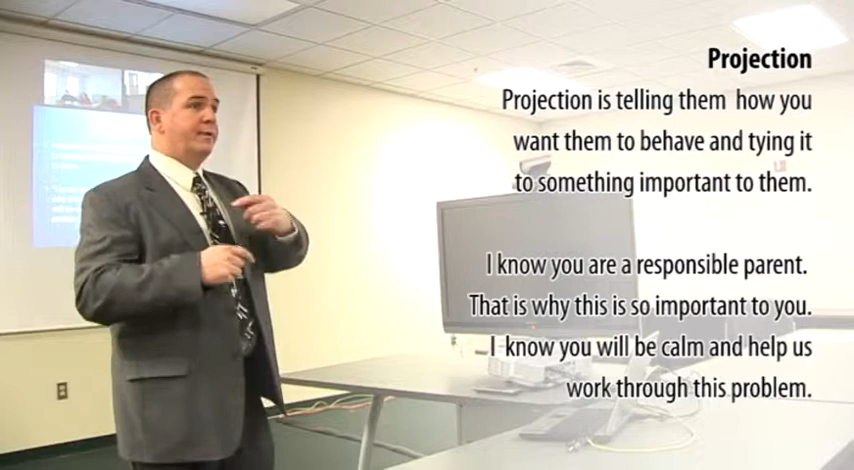 Projection
Projection is telling them how you
want them to behave and tying it
to something important to them.
I know you are a responsible parent.
That is why this is so important to you.
I know you will be calm and help us
work through this problem.